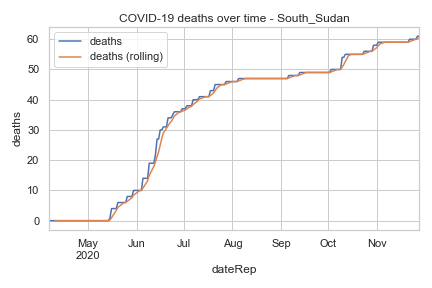 COVID-19 deaths over time - South_Sudan
deaths
deaths (rolling)
60
50
40
30
20
10
0
deaths
May Jun Jul Aug Sep Oct Nov
2020
dateRep